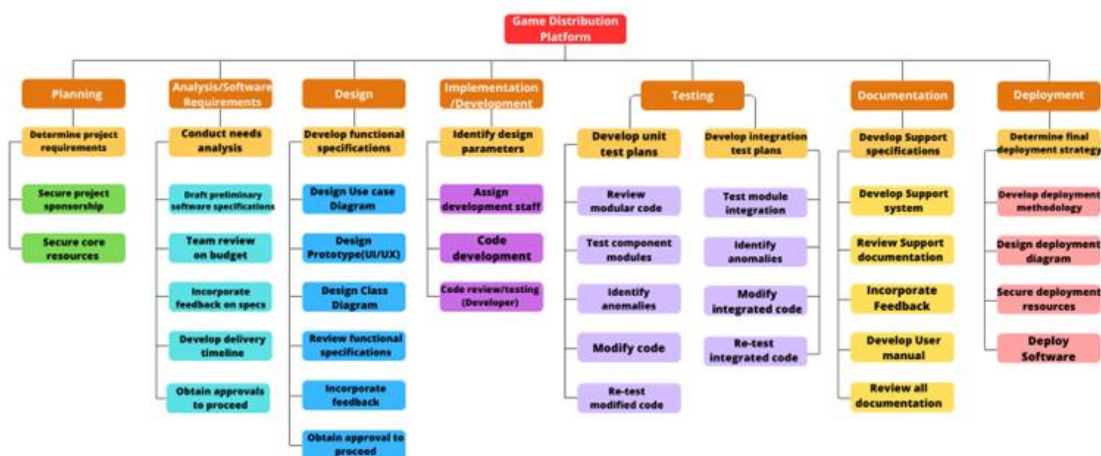 Game Distribution
Platform
Planning
Determine project
requirements
Secure project
sponsorship
Secure core
resources
Analysis/Software
Requirements
Conduct needs
analysis
Draft preliminary
software specifications
Team review
on budget
Incorporate
feedback on specs
Develop delivery
timeline
Obtain approvals
to proceed
Design
Develop functional
specifications
Design Use case
Diagram
Design
Prototype(UI/UX)
Design Class
Diagram
Review functional
specifications
Incorporate
feedback
Obtain approval to
proceed
Implementation
/Development
Identify design
parameters
Assign
development staff
Code
development
Code review/testing
(Developer)
Testing
Develop unit
test plans
Review
modular code
Test component
modules
Identify
anomalies
Modify code
Re-test
modified code
Develop integration
test plans
Test module
integration
Identify
anomalies
Modify
integrated code
Re-test
integrated code
Documentation
Develop Support
specifications
Develop Support
system
Review Support
documentation
Incorporate
Feedback
Develop User
manual
Review all
documentation
Deployment
Determine final
deployment strategy
Develop deployment
methodology
Design deployment
diagram
Secure deployment
resources
Deploy
Software